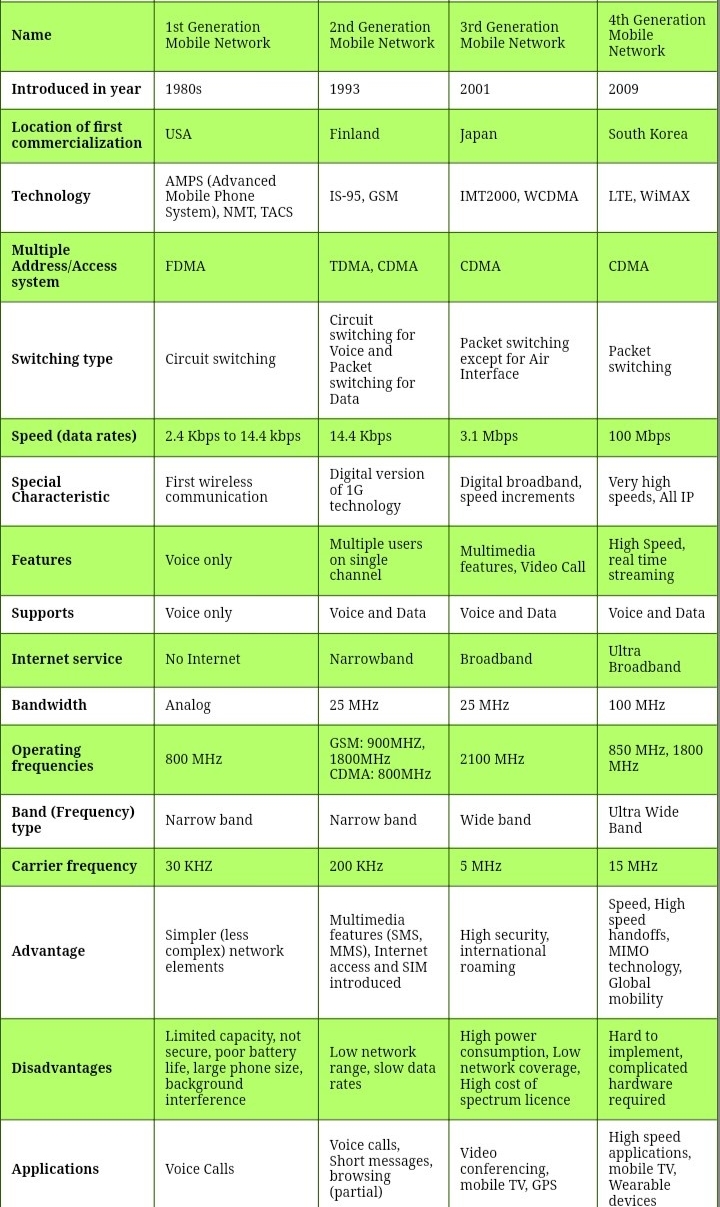 Name
1st Generation
Mobile Network
2nd Generation
Mobile Network
3rd Generation
Mobile Network
4th Generation
Mobile
Network
Introduced in year
1980s
1993
2001
2009
Location of first
commercialization
USA
Finland
Japan
South Korea
Technology
AMPS (Advanced
Mobile Phone
System), NMT, TACS
IS-95, GSM
IMT2000, WCDMA
LTE, WiMAX
Multiple
Address/Access
system
FDMA
TDMA, CDMA
CDMA
CDMA
Switching type
Circuit switching
Circuit
switching for
Voice and
Packet
switching for
Data
Packet switching
except for Air
Interface
Packet
switching
Speed (data rates)
2.4 Kbps to 14.4 kbps
14.4 Kbps
3.1 Mbps
100 Mbps
Special
Characteristic
First wireless
communication
Digital version
of 1G
technology
Digital broadband,
speed increments
Very high
speeds, All IP
Features
Voice only
Multiple users
on single
channel
Multimedia
features, Video Call
High Speed,
real time
streaming
Supports
Voice only
Voice and Data
Voice and Data
Voice and Data
Internet service
No Internet
Narrowband
Broadband
Ultra
Broadband
Bandwidth
Analog
25 MHz
25 MHz
100 MHz
Operating
frequencies
800 MHz
GSM: 900MHZ,
1800MHz
CDMA: 800MHz
2100 MHz
850 MHz, 1800
MHz
Band (Frequency)
type
Narrow band
Narrow band
Wide band
Ultra Wide
Band
Carrier frequency
30 KHZ
200 KHz
5 MHz
15 MHz
Advantage
Simpler (less
complex) network
elements
Multimedia
features (SMS,
MMS), Internet
access and SIM
introduced
High security,
international
roaming
Speed, High
speed
handoffs,
MIMO
technology,
Global
mobility
Disadvantages
Limited capacity, not
secure, poor battery
life, large phone size,
background
interference
Low network
range, slow data
rates
High power
consumption, Low
network coverage,
High cost of
spectrum licence
Hard to
implement,
complicated
hardware
required
Applications
Voice Calls
Voice calls,
Short messages,
browsing
(partial)
Video
conferencing,
mobile TV, GPS
High speed
applications,
mobile TV,
Wearable
devices